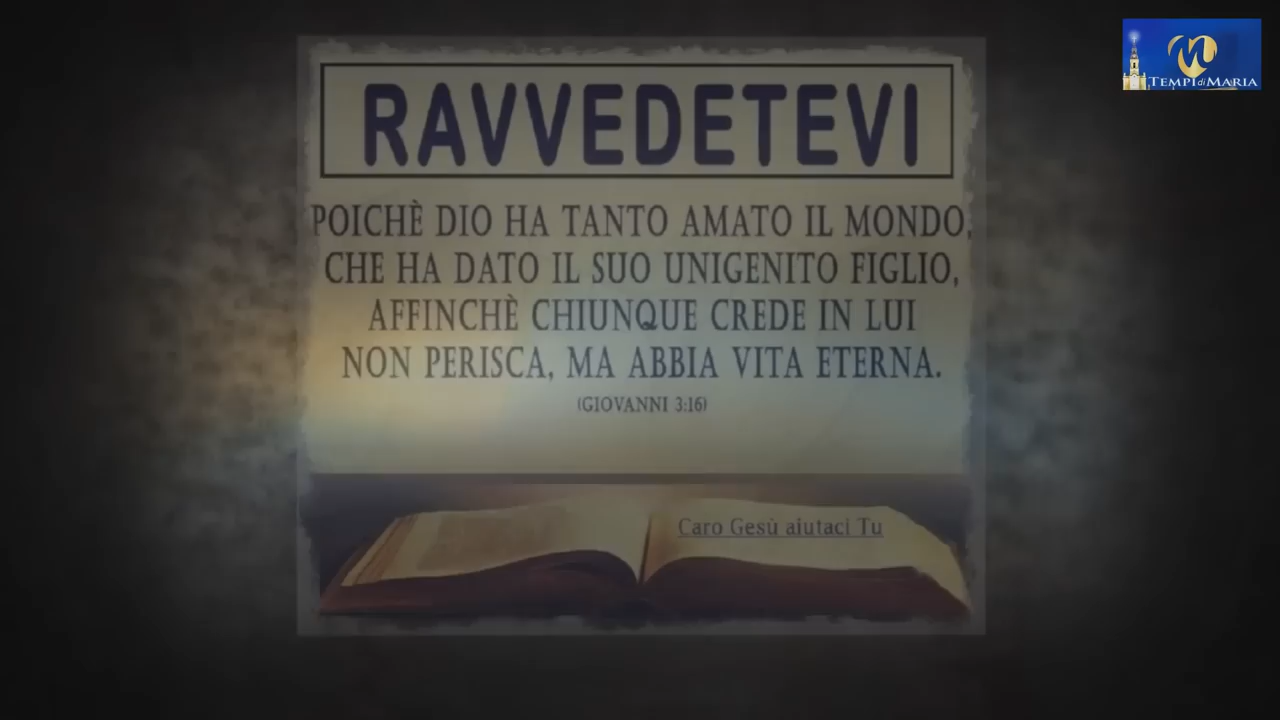 RAVVEDETEVI
POICHÈ DIO HA TANTO AMATO IL MONDO,
CHE HA DATO IL SUO UNIGENITO FIGLIO,
AFFINCHÈ CHIUNQUE CREDE IN LUI
NON PERISCA, MA ABBIA VITA ETERNA.
(GIOVANNI 3:16)
Caro Gesù aiutaci Tu
TEMPI di MARIA